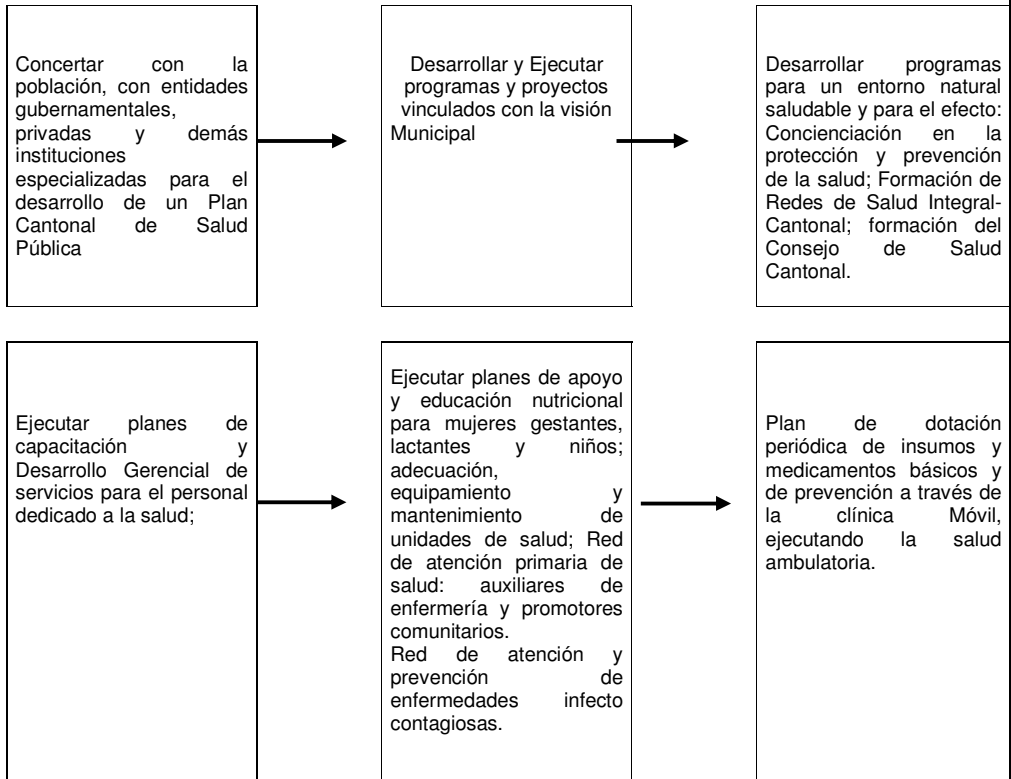 Concertar con la
población, con entidades
gubernamentales,
privadas y demás
instituciones
especializadas para el
desarrollo de un Plan
Cantonal de Salud
Pública
Desarrollar y Ejecutar
programas y proyectos
vinculados con la visión
Municipal
Desarrollar programas
para un entorno natural
saludable y para el efecto:
Concienciación en la
protección y prevención
de la salud; Formación de
Redes de Salud Integral-
Cantonal; formación del
Consejo de Salud
Cantonal.
Ejecutar planes de
capacitación y
Desarrollo Gerencial de
servicios para el personal
dedicado a la salud;
Ejecutar planes de apoyo
y educación nutricional
para mujeres gestantes,
lactantes y niños;
adecuación,
equipamiento y
mantenimiento de
unidades de salud; Red
de atención primaria de
salud: auxiliares de
enfermería y promotores
comunitarios.
Red de atención y
prevención de
enfermedades infecto
contagiosas.
Plan de dotación
periódica de insumos y
medicamentos básicos y
de prevención a través de
la clínica Móvil,
ejecutando la salud
ambulatoria.